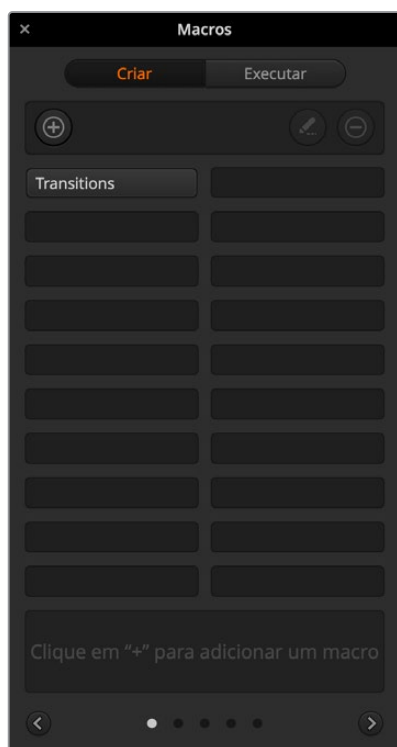 Macros
Criar Executar
Transitions
Clique em “+” para adicionar um macro